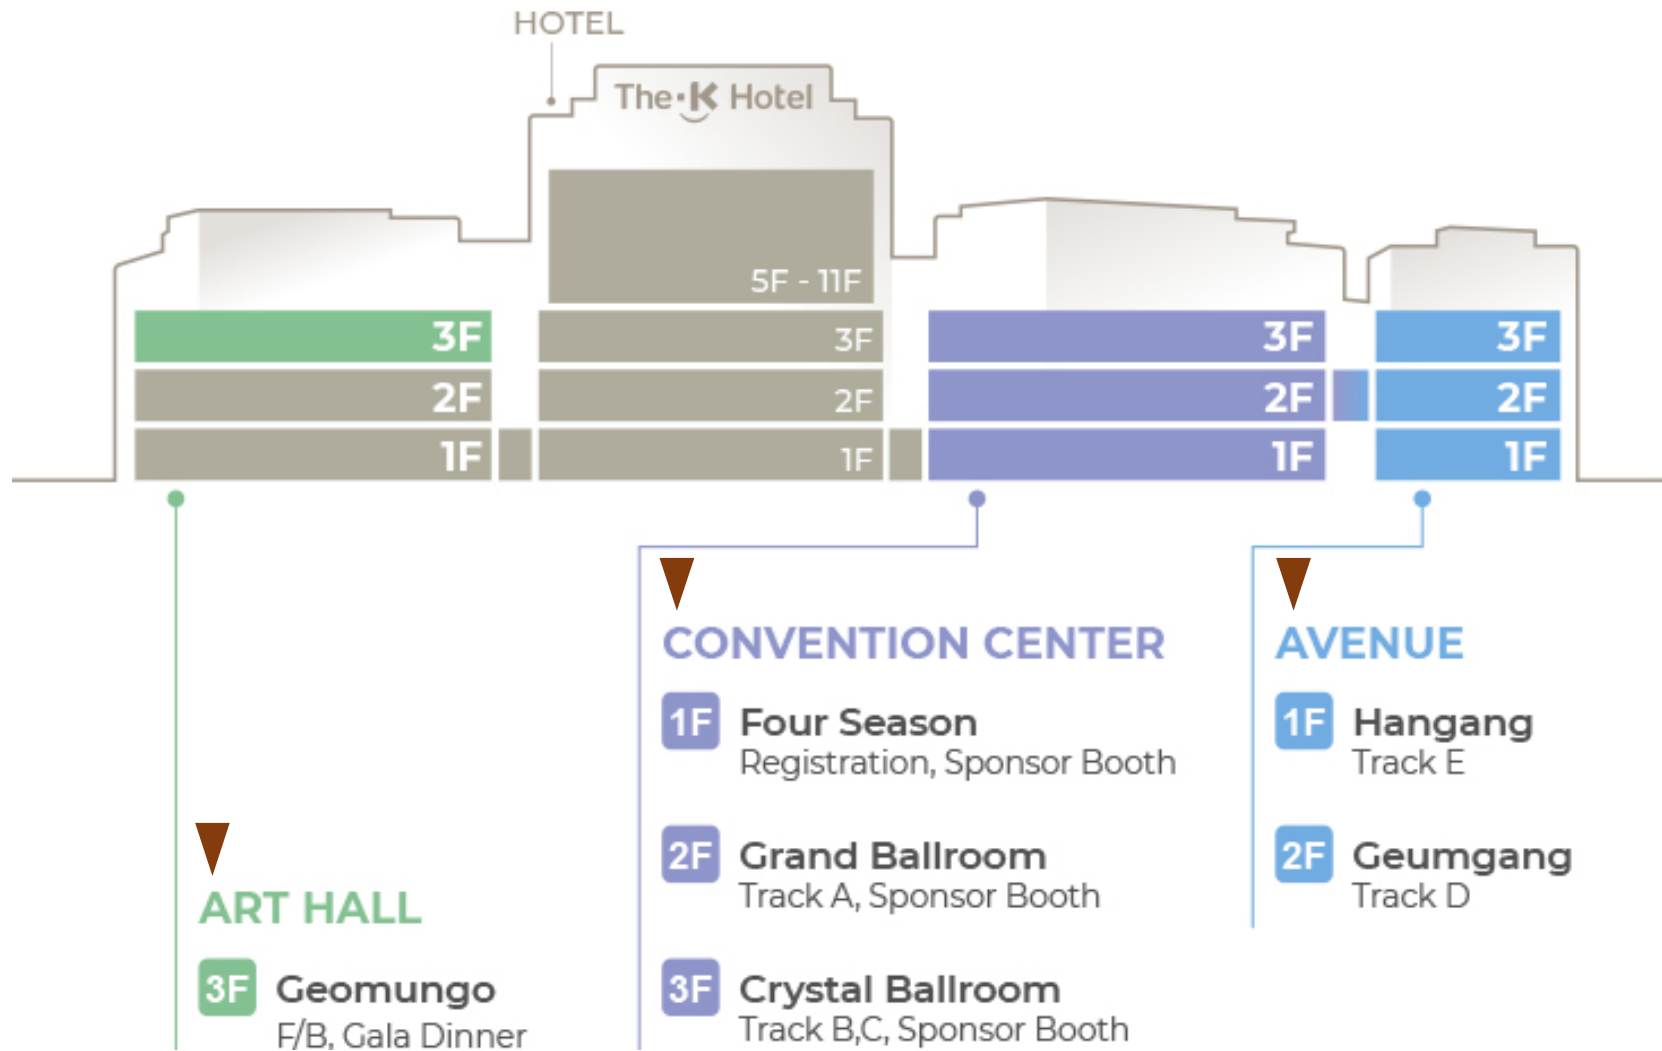 HOTEL
The K Hotel
5F - 11F
3F
3F
3F
3F
2F
2F
2F
2F
1F
1F
1F
1F
CONVENTION CENTER
1F Four Season
Registration, Sponsor Booth
2F Grand Ballroom
Track A, Sponsor Booth
3F Crystal Ballroom
Track B,C, Sponsor Booth
AVENUE
1F Hangang
Track E
2F Geumgang
Track D
ART HALL
3F Geomungo
F/B, Gala Dinner